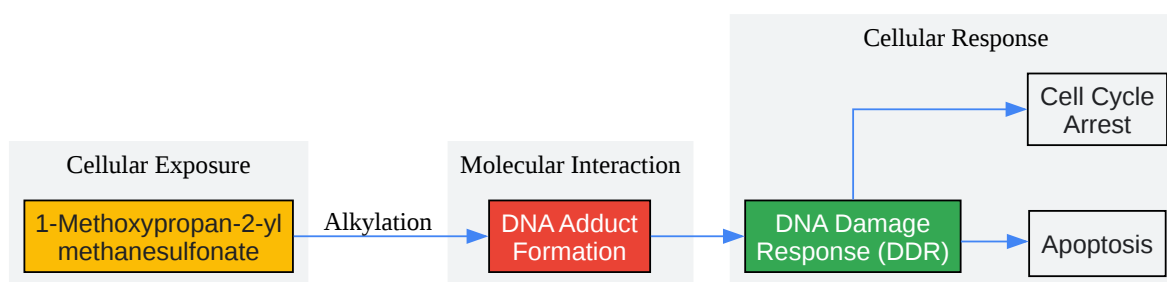 Cellular Exposure
1-Methoxypropan-2-yl
methanesulfonate
Alkylation
Molecular Interaction
DNA Adduct
Formation
Cellular Response
DNA Damage
Response (DDR)
Cell Cycle
Arrest
Apoptosis